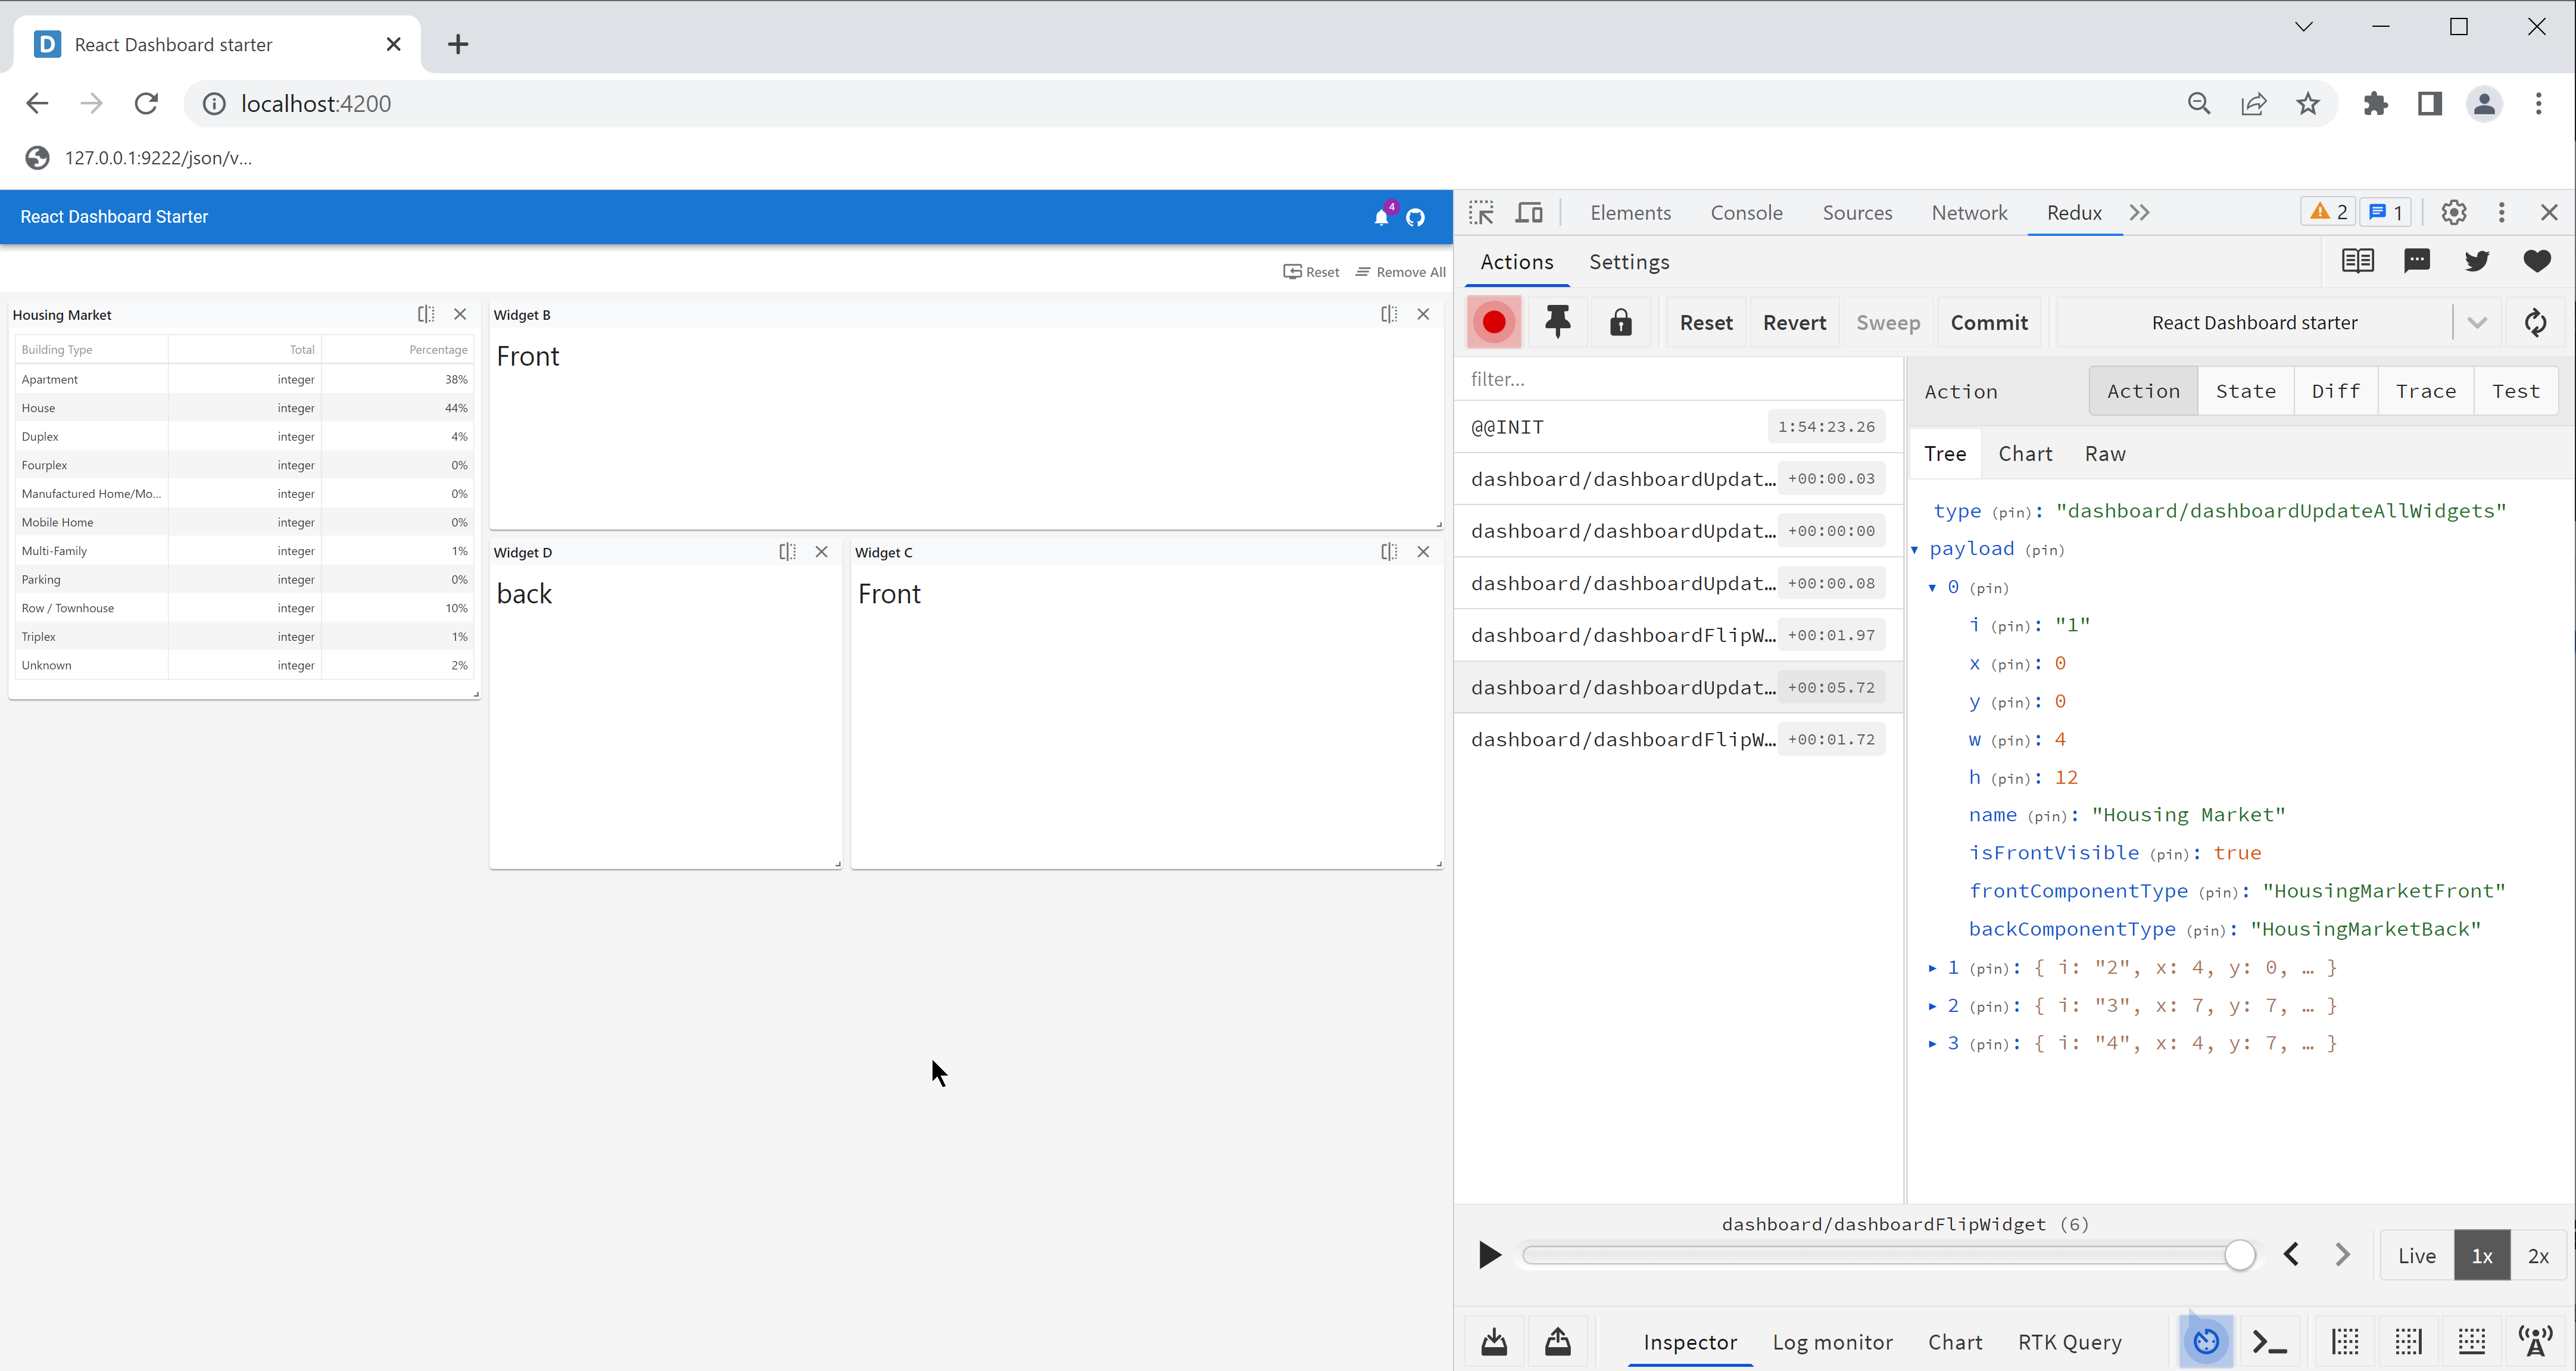 D React Dashboard starter
localhost:4200
127.0.0.1:9222/json/v...
React Dashboard Starter
4
Reset Remove All
Housing Market
Building Type Total Percentage
Apartment integer 38%
House integer 44%
Duplex integer 4%
Fourplex integer 0%
Manufactured Home/Mo... integer 0%
Mobile Home integer 0%
Multi-Family integer 1%
Parking integer 0%
Row / Townhouse integer 10%
Triplex integer 1%
Unknown integer 2%
Widget B
Front
Widget D
back
Widget C
Front
Elements Console Sources Network Redux 2 1
Actions Settings
Reset Revert Sweep Commit React Dashboard starter
filter...
@@INIT 1:54:23.26
dashboard/dashboardUpdat... +00:00.03
dashboard/dashboardUpdat... +00:00:00
dashboard/dashboardUpdat... +00:00.08
dashboard/dashboardFlipW... +00:01.97
dashboard/dashboardUpdat... +00:05.72
dashboard/dashboardFlipW... +00:01.72
Action Action State Diff Trace Test
Tree Chart Raw
type (pin): "dashboard/dashboardUpdateAllWidgets"
payload (pin)
0 (pin)
i (pin): "1"
x (pin): 0
y (pin): 0
w (pin): 4
h (pin): 12
name (pin): "Housing Market"
isFrontVisible (pin): true
frontComponentType (pin): "HousingMarketFront"
backComponentType (pin): "HousingMarketBack"
1 (pin): { i: "2", x: 4, y: 0, … }
2 (pin): { i: "3", x: 7, y: 7, … }
3 (pin): { i: "4", x: 4, y: 7, … }
dashboard/dashboardFlipWidget (6)
Live 1x 2x
Inspector Log monitor Chart RTK Query